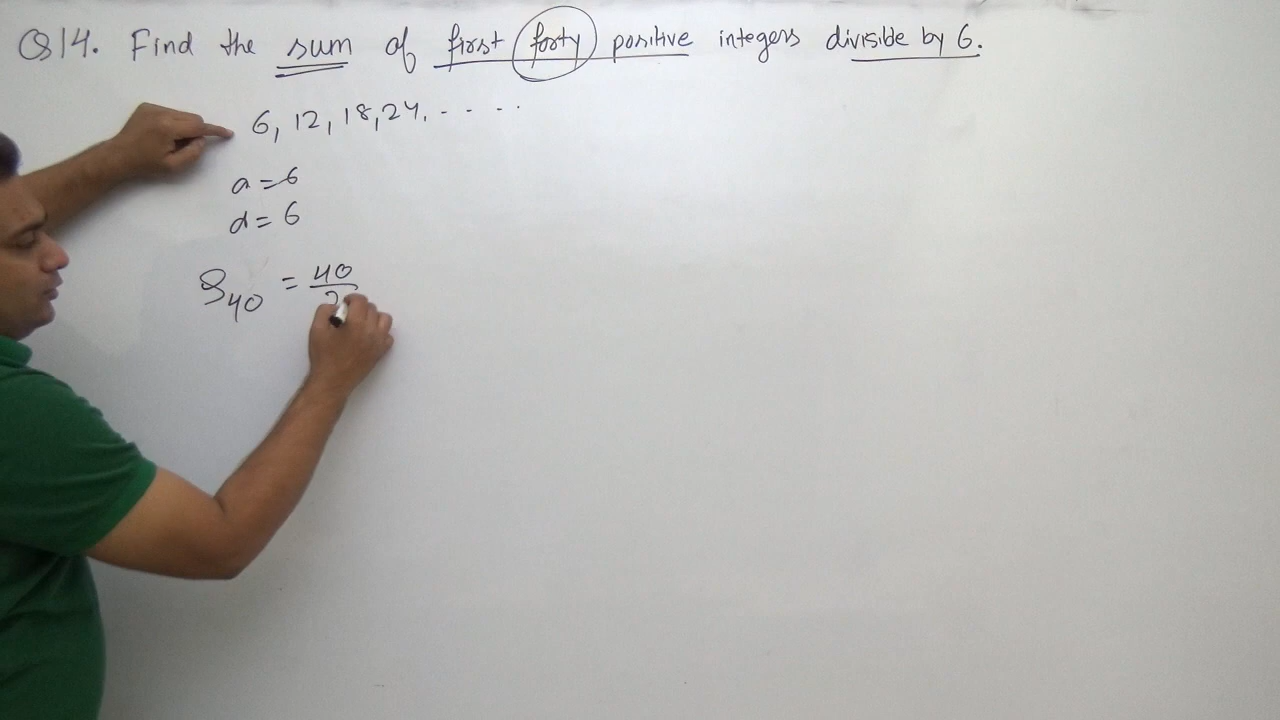 Q14. Find the sum of first forty positive integers divisible by 6.
6, 12, 18, 24, - - - ·
a = 6
d = 6
S40 = 40/2